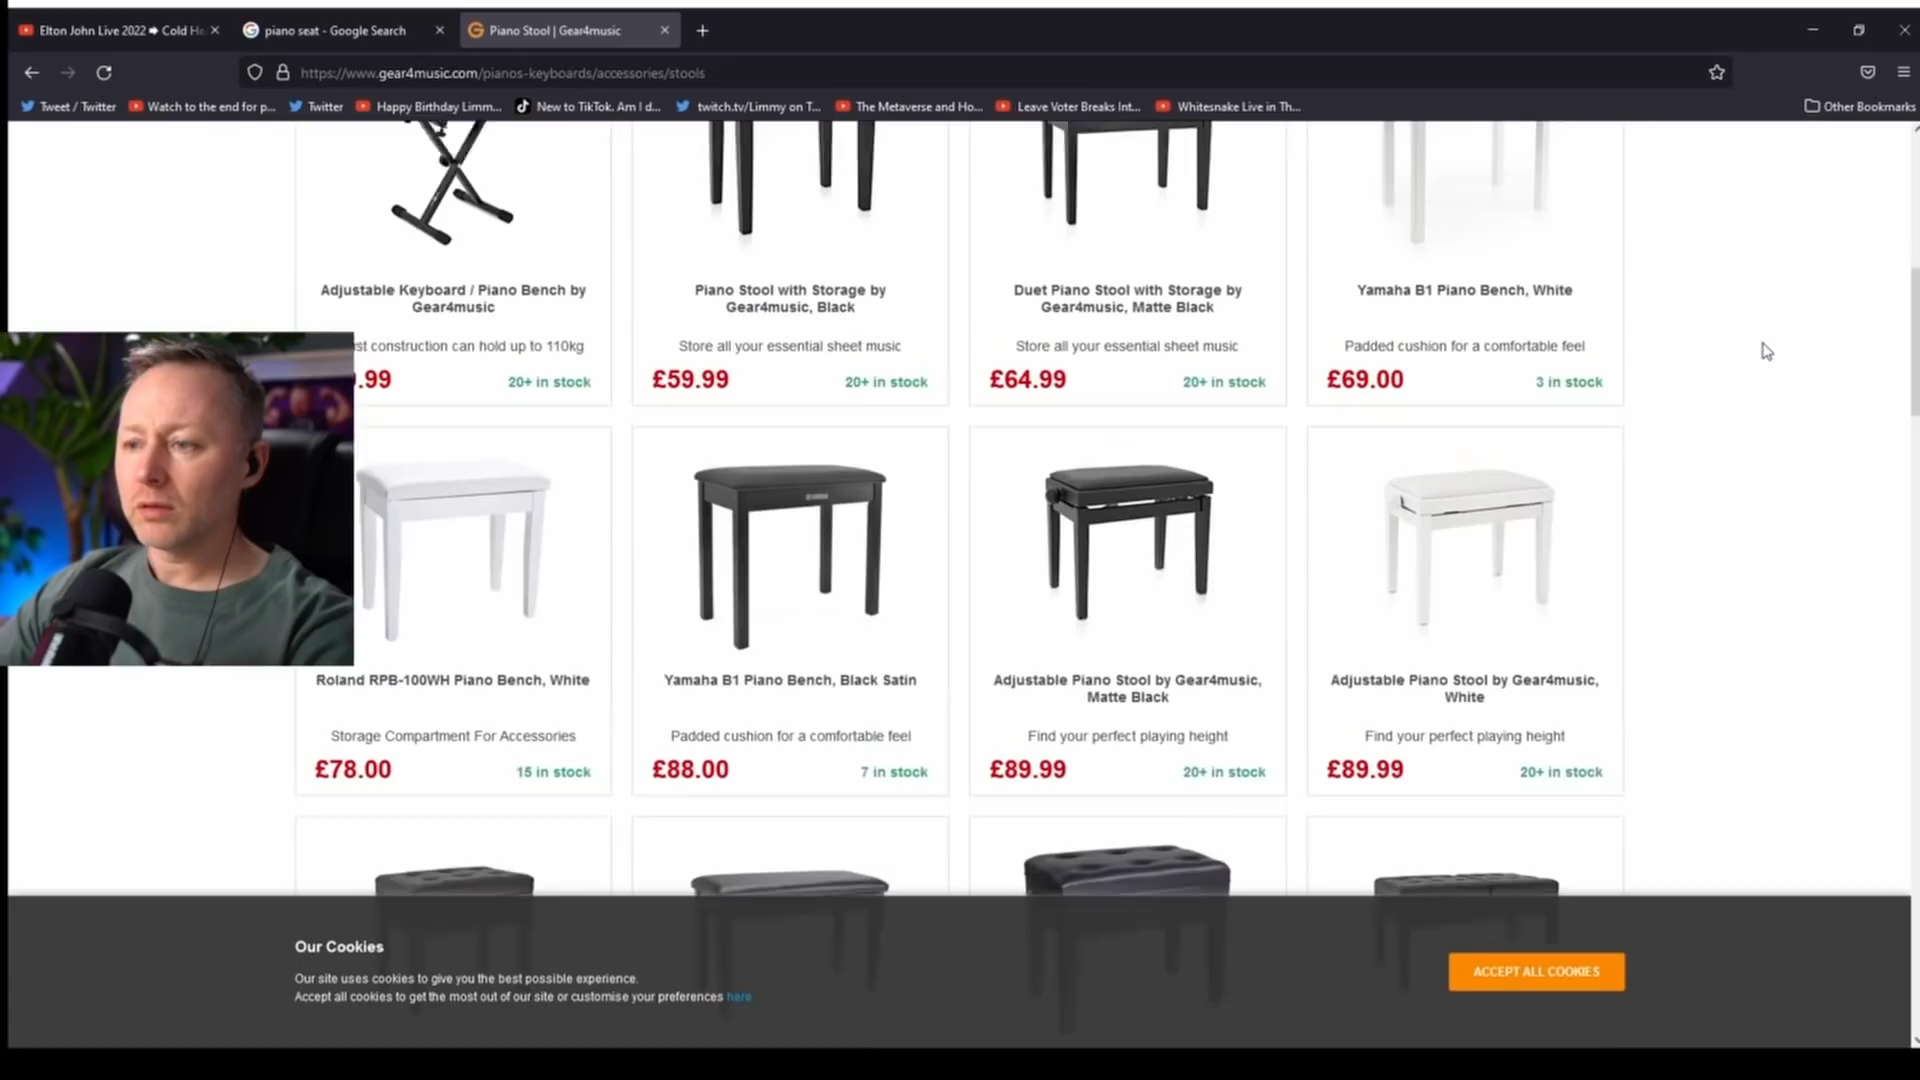 Elton John Live 2022 • Cold He
piano seat - Google Search
Piano Stool | Gear4music
https://www.gear4music.com/pianos-keyboards/accessories/stools
Tweet / Twitter
Watch to the end for p...
Twitter
Happy Birthday Limm...
New to TikTok. Am I d...
twitch.tv/Limmy on T...
The Metaverse and Ho...
Leave Voter Breaks Int...
Whitesnake Live in Th...
Other Bookmarks
Adjustable Keyboard / Piano Bench by
Gear4music
st construction can hold up to 110kg
.99
20+ in stock
Piano Stool with Storage by
Gear4music, Black
Store all your essential sheet music
£59.99
20+ in stock
Duet Piano Stool with Storage by
Gear4music, Matte Black
Store all your essential sheet music
£64.99
20+ in stock
Yamaha B1 Piano Bench, White
Padded cushion for a comfortable feel
£69.00
3 in stock
Roland RPB-100WH Piano Bench, White
Storage Compartment For Accessories
£78.00
15 in stock
Yamaha B1 Piano Bench, Black Satin
Padded cushion for a comfortable feel
£88.00
7 in stock
Adjustable Piano Stool by Gear4music,
Matte Black
Find your perfect playing height
£89.99
20+ in stock
Adjustable Piano Stool by Gear4music,
White
Find your perfect playing height
£89.99
20+ in stock
Our Cookies
Our site uses cookies to give you the best possible experience.
Accept all cookies to get the most out of our site or customise your preferences here
ACCEPT ALL COOKIES